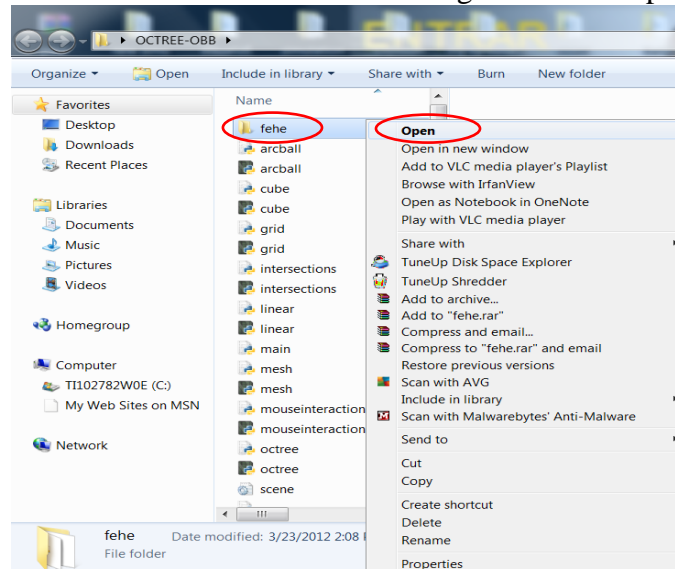 OCTREE-OBB
Organize Open Include in library Share with Burn New folder
Favorites
Desktop
Downloads
Recent Places
Libraries
Documents
Music
Pictures
Videos
Homegroup
Computer
TI102782W0E (C:)
My Web Sites on MSN
Network
Name
fehe
arcball
arcball
cube
cube
grid
grid
intersections
intersections
linear
linear
main
mesh
mesh
mouseinteraction
mouseinteraction
octree
octree
scene
Open
Open in new window
Add to VLC media player's Playlist
Browse with IrfanView
Open as Notebook in OneNote
Play with VLC media player
Share with
TuneUp Disk Space Explorer
TuneUp Shredder
Add to archive...
Add to "fehe.rar"
Compress and email...
Compress to "fehe.rar" and email
Restore previous versions
Scan with AVG
Include in library
Scan with Malwarebytes' Anti-Malware
Send to
Cut
Copy
Create shortcut
Delete
Rename
Properties
fehe Date modified: 3/23/2012 2:08
File folder